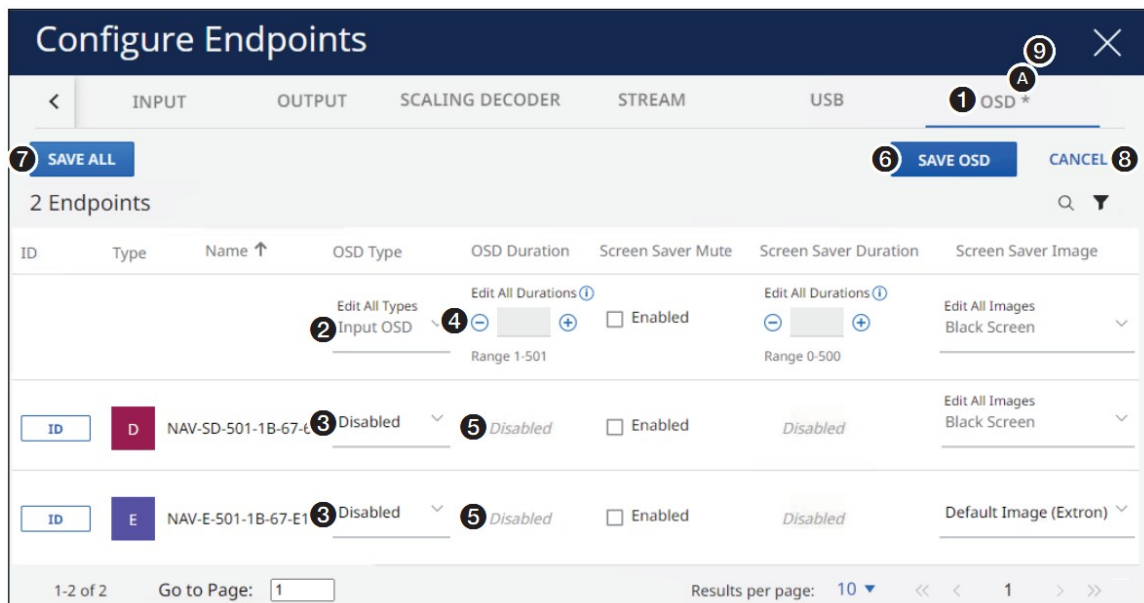 Configure Endpoints
9
A
INPUT OUTPUT SCALING DECODER STREAM USB 1 OSD *
7 SAVE ALL 6 SAVE OSD CANCEL 8
2 Endpoints
ID Type Name ↑ OSD Type OSD Duration Screen Saver Mute Screen Saver Duration Screen Saver Image
Edit All Types Edit All Durations i Edit All Durations i Edit All Images
2 Input OSD 4 Enabled Black Screen
Range 1-501 Range 0-500
Edit All Images
ID D NAV-SD-501-1B-67- 3 Disabled 5 Disabled Enabled Disabled Black Screen
ID E NAV-E-501-1B-67-E1 3 Disabled 5 Disabled Enabled Disabled Default Image (Extron)
1-2 of 2 Go to Page: 1 Results per page: 10 1